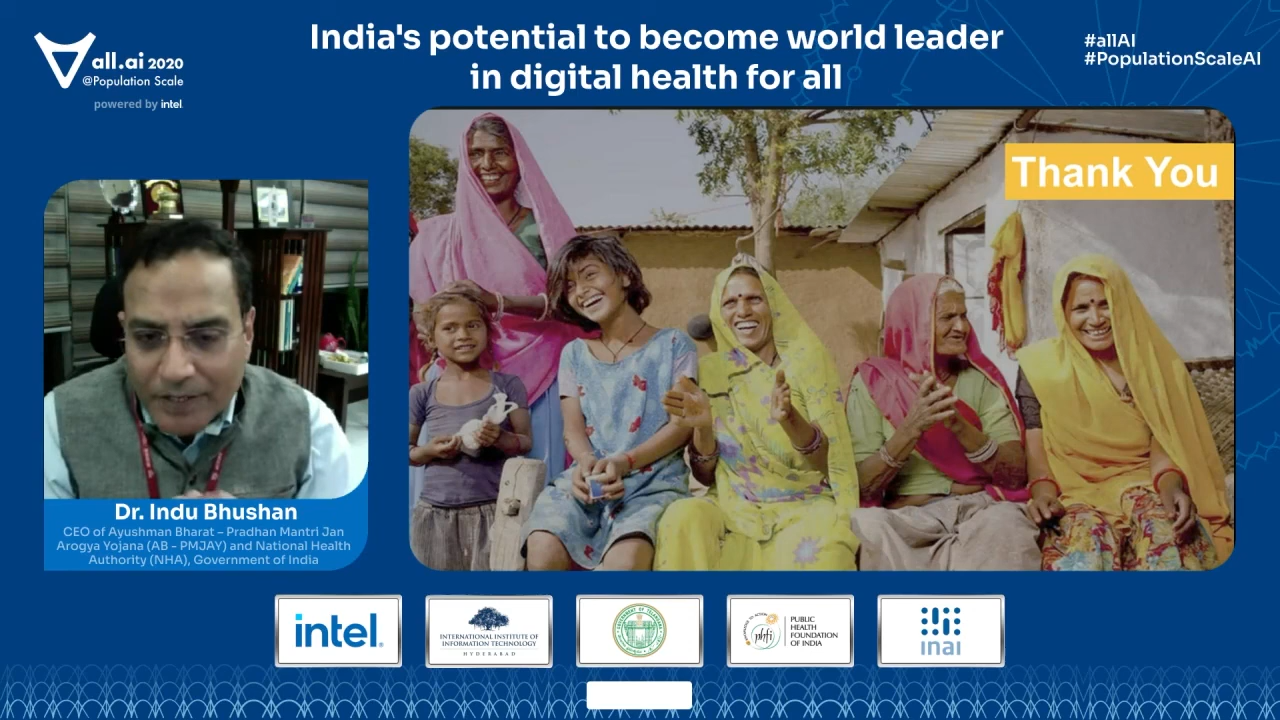 India's potential to become world leader
in digital health for all
all.ai 2020
@Population Scale
powered by intel
#allAI
#PopulationScaleAI
Thank You
Dr. Indu Bhushan
CEO of Ayushman Bharat – Pradhan Mantri Jan
Arogya Yojana (AB - PMJAY) and National Health
Authority (NHA), Government of India
intel
INTERNATIONAL INSTITUTE OF
INFORMATION TECHNOLOGY
HYDERABAD
phfi
PUBLIC
HEALTH
FOUNDATION
OF INDIA
inai